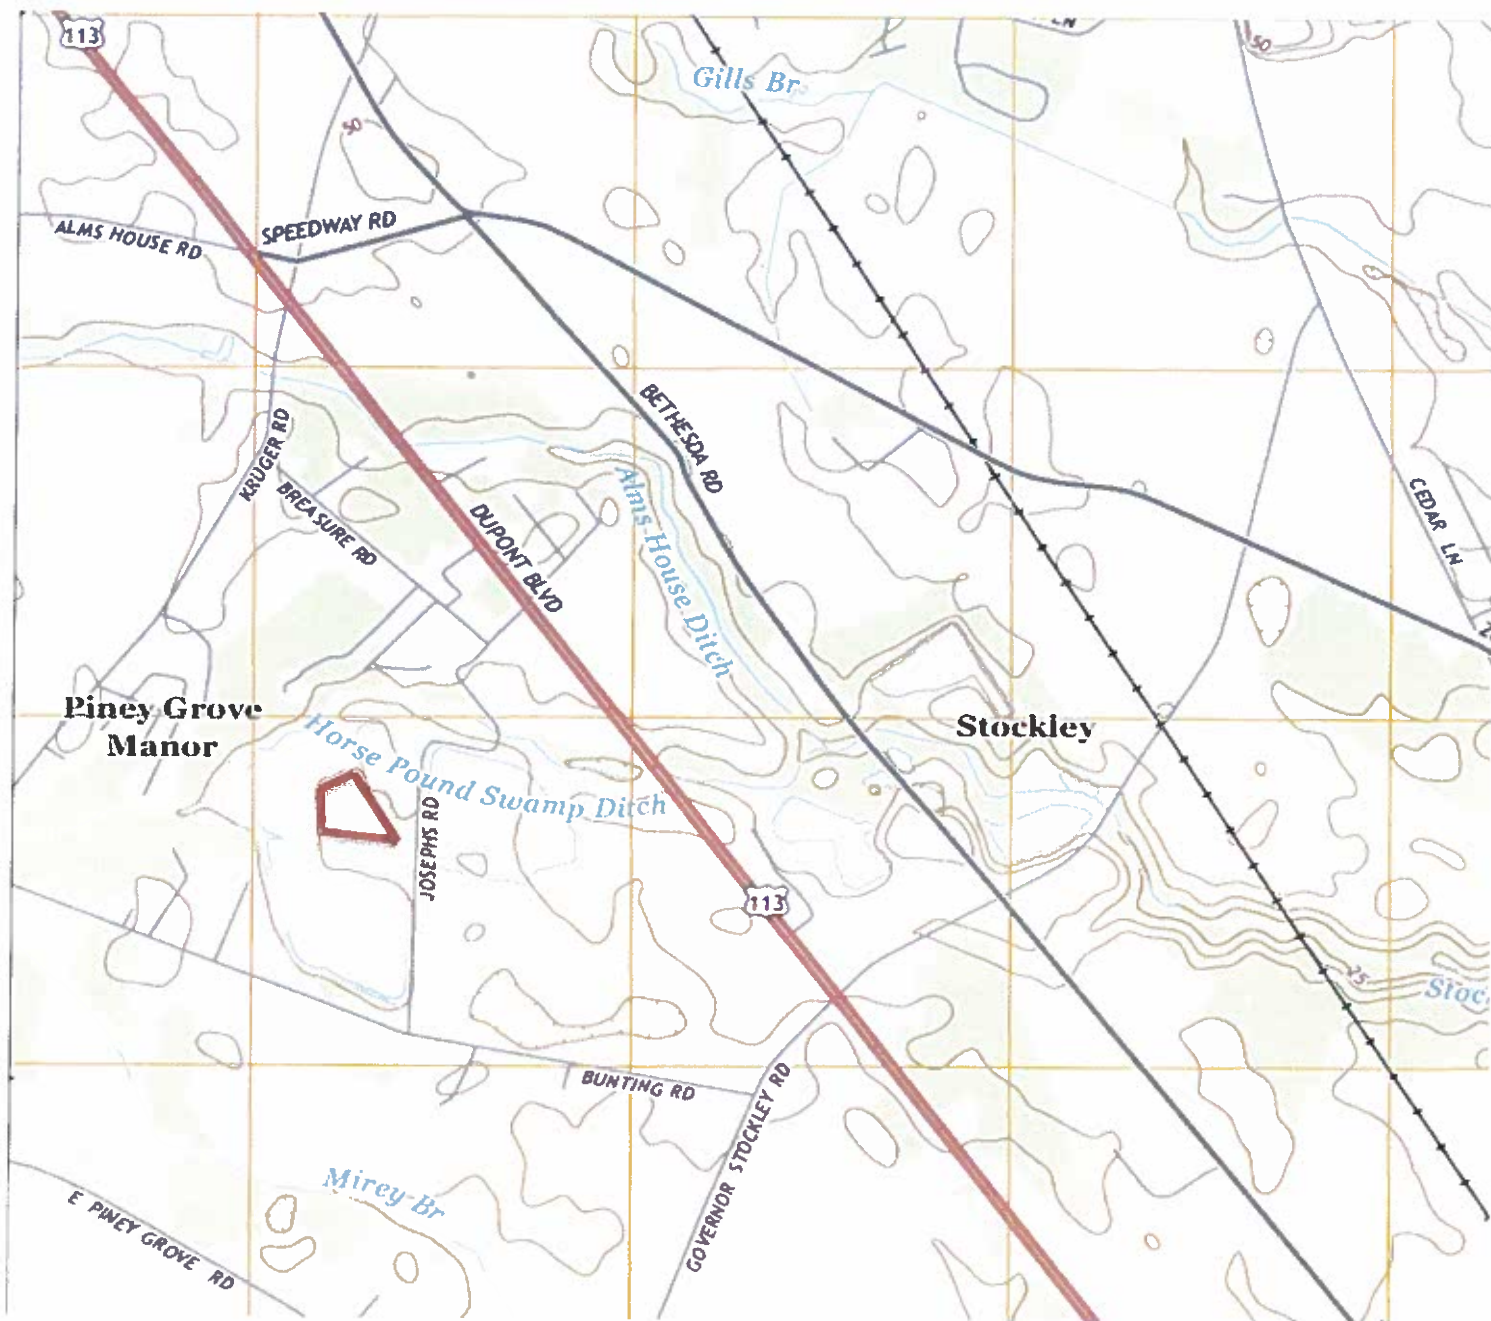 113
LN
50
Gills Br
50
SPEEDWAY RD
ALMS HOUSE RD
BETHESDA RD
KRUGER RD
BREASURE RD
DUPONT BLVD
Alms-House Ditch
CEDAR LN
Piney Grove
Manor
Stockley
Horse Pound Swamp Ditch
JOSEPHS RD
113
25
Stoc
BUNTING RD
GOVERNOR STOCKLEY RD
Mirey Br
E PINEY GROVE RD